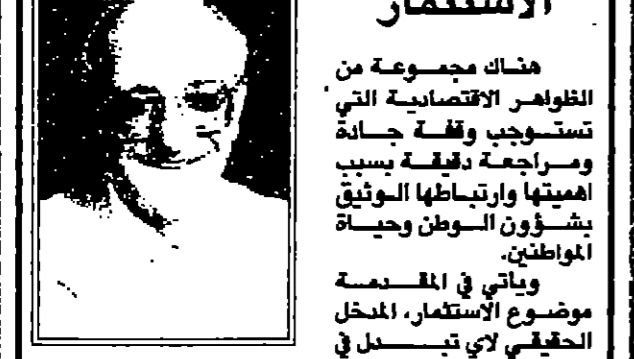 الاستثمار
هناك مجموعة من
الظواهر الاقتصادية التي
تستوجب وقفة جادة
ومراجعة دقيقة بسبب
اهميتها وارتباطها الوثيق
بشؤون الوطن وحياة
المواطنين.
ويأتي في المقدمة
موضوع الاستثمار، المدخل
الحقيقي لاي تبدل في